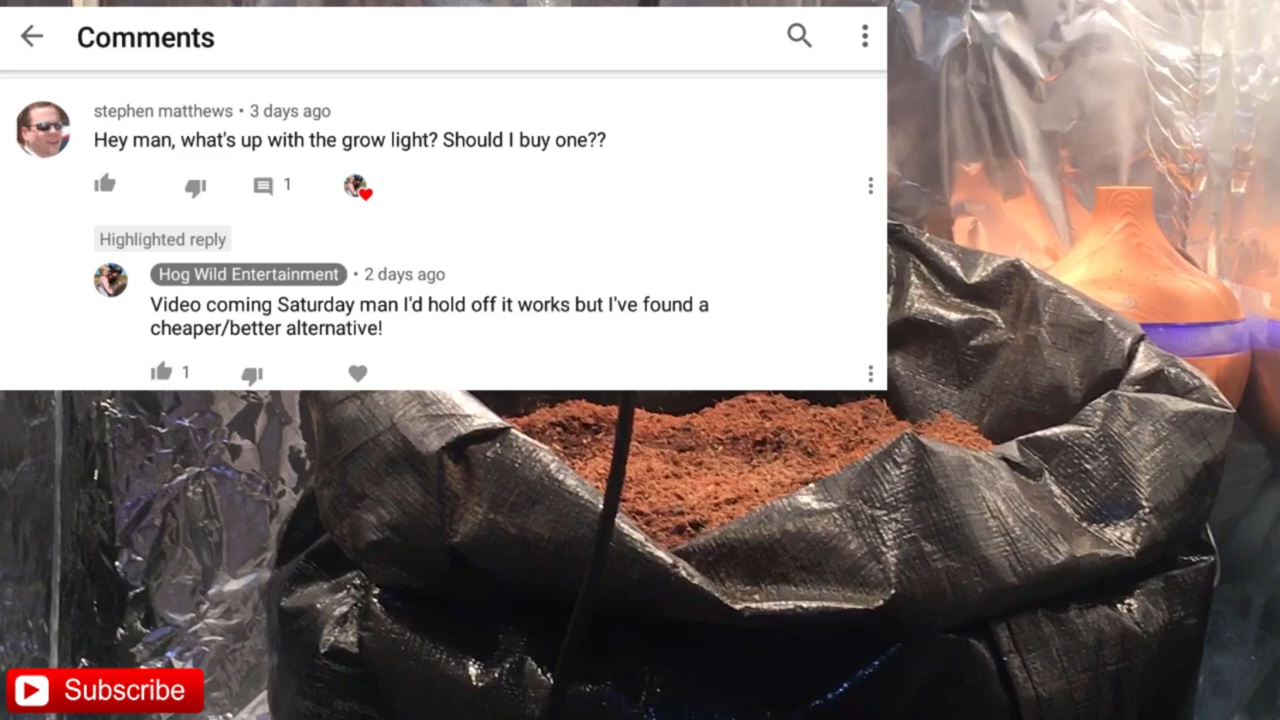 Comments
stephen matthews • 3 days ago
Hey man, what's up with the grow light? Should I buy one??
1
Highlighted reply
Hog Wild Entertainment • 2 days ago
Video coming Saturday man I'd hold off it works but I've found a
cheaper/better alternative!
1
Subscribe